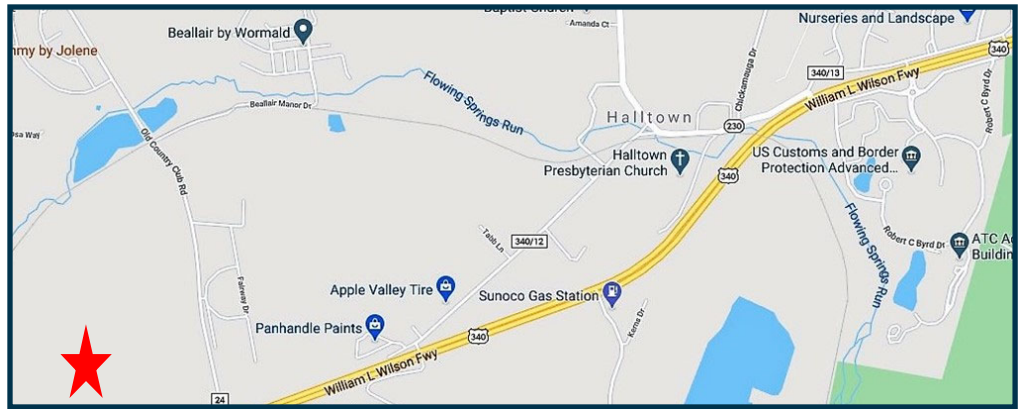 Baptist Church
Amanda Ct
Nurseries and Landscape
Beallair by Wormald
my by Jolene
340
340/13
William L Wilson Fwy
Chickamauga Dr
Robert C Byrd Dr
Flowing Springs Run
Beallair Manor Dr
Halltown
230
Old Country Club Rd
Halltown
Presbyterian Church
US Customs and Border
Protection Advanced...
340
Flowing Springs Run
Tabb Ln
340/12
Robert C Byrd Dr
ATC
Buildin
Fairway Dr
Apple Valley Tire
Sunoco Gas Station
Kerns Dr
Panhandle Paints
340
William L Wilson Fwy
24